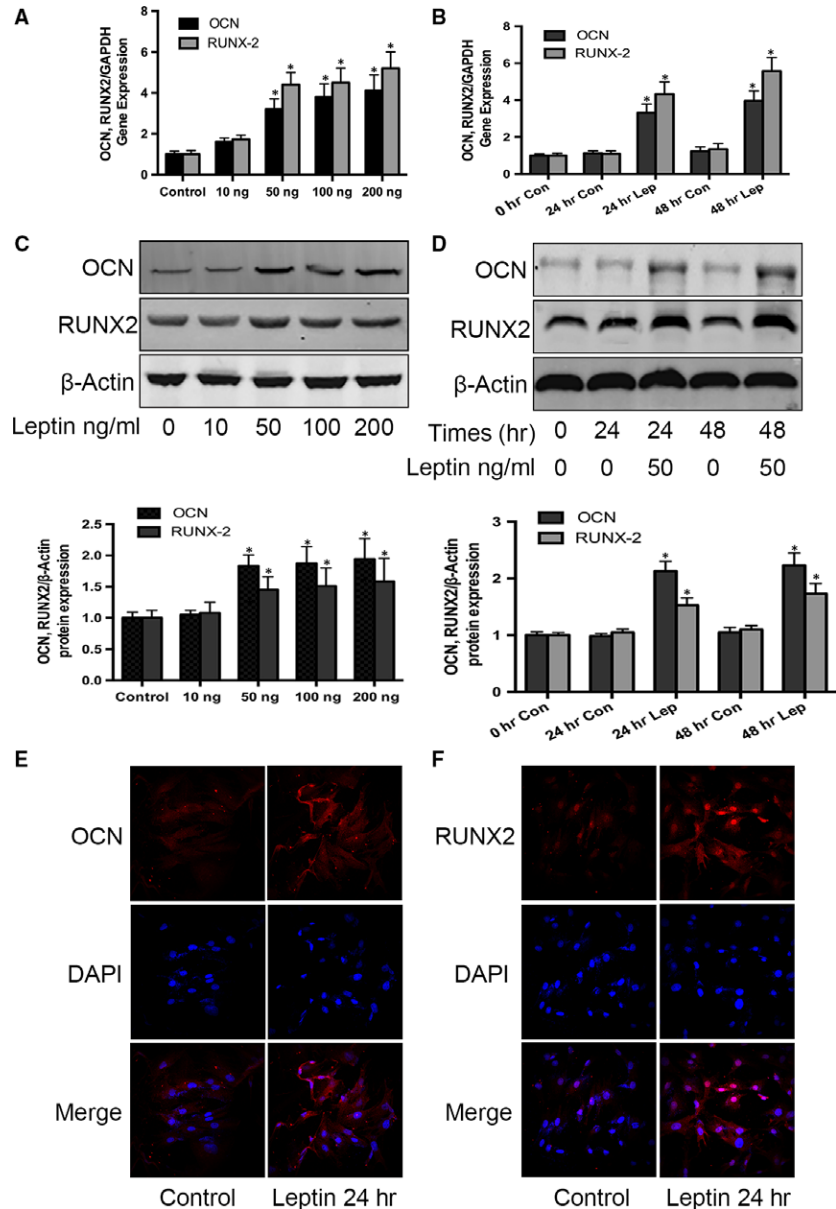 A
OCN
RUNX-2
OCN, RUNX2/GAPDH
Gene Expression
8
6
4
2
0
* * * * * *
Control 10 ng 50 ng 100 ng 200 ng
B
OCN
RUNX-2
OCN, RUNX2/GAPDH
Gene Expression
8
6
4
2
0
* * * *
0 hr Con 24 hr Con 24 hr Lep 48 hr Con 48 hr Lep
C
OCN
RUNX2
β-Actin
Leptin ng/ml 0 10 50 100 200
OCN
RUNX-2
OCN, RUNX2/β-Actin
protein expression
2.5
2.0
1.5
1.0
0.5
0.0
* * * * * *
Control 10 ng 50 ng 100 ng 200 ng
D
OCN
RUNX2
β-Actin
Times (hr) 0 24 24 48 48
Leptin ng/ml 0 0 50 0 50
OCN
RUNX-2
OCN, RUNX2/β-Actin
protein expression
3
2
1
0
* * * *
0 hr Con 24 hr Con 24 hr Lep 48 hr Con 48 hr Lep
E
OCN
DAPI
Merge
Control Leptin 24 hr
F
RUNX2
DAPI
Merge
Control Leptin 24 hr